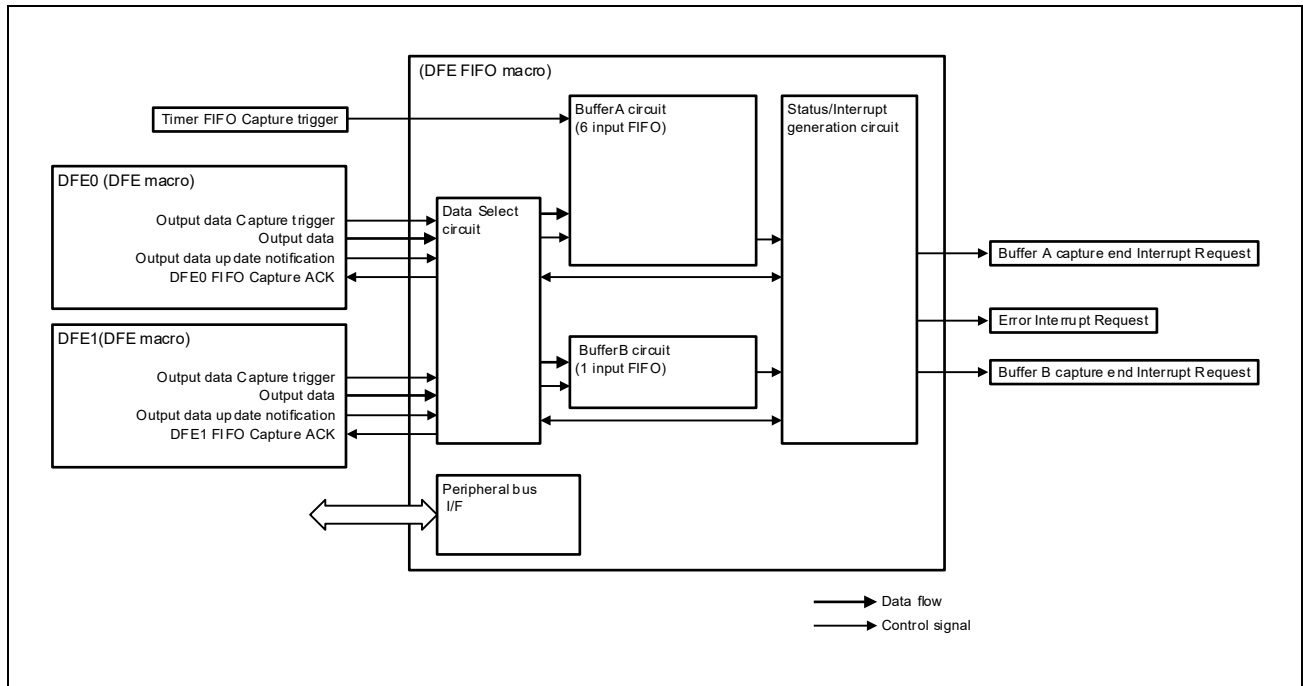 (DFE FIFO macro)
Timer FIFO Capture trigger
BufferA circuit
(6 input FIFO)
Status/Interrupt
generation circuit
DFE0 (DFE macro)
Output data Capture trigger
Output data
Output data update notification
DFE0 FIFO Capture ACK
Data Select
circuit
Buffer A capture end Interrupt Request
Error Interrupt Request
Buffer B capture end Interrupt Request
DFE1(DFE macro)
Output data Capture trigger
Output data
Output data update notification
DFE1 FIFO Capture ACK
BufferB circuit
(1 input FIFO)
Peripheral bus
I/F
Data flow
Control signal